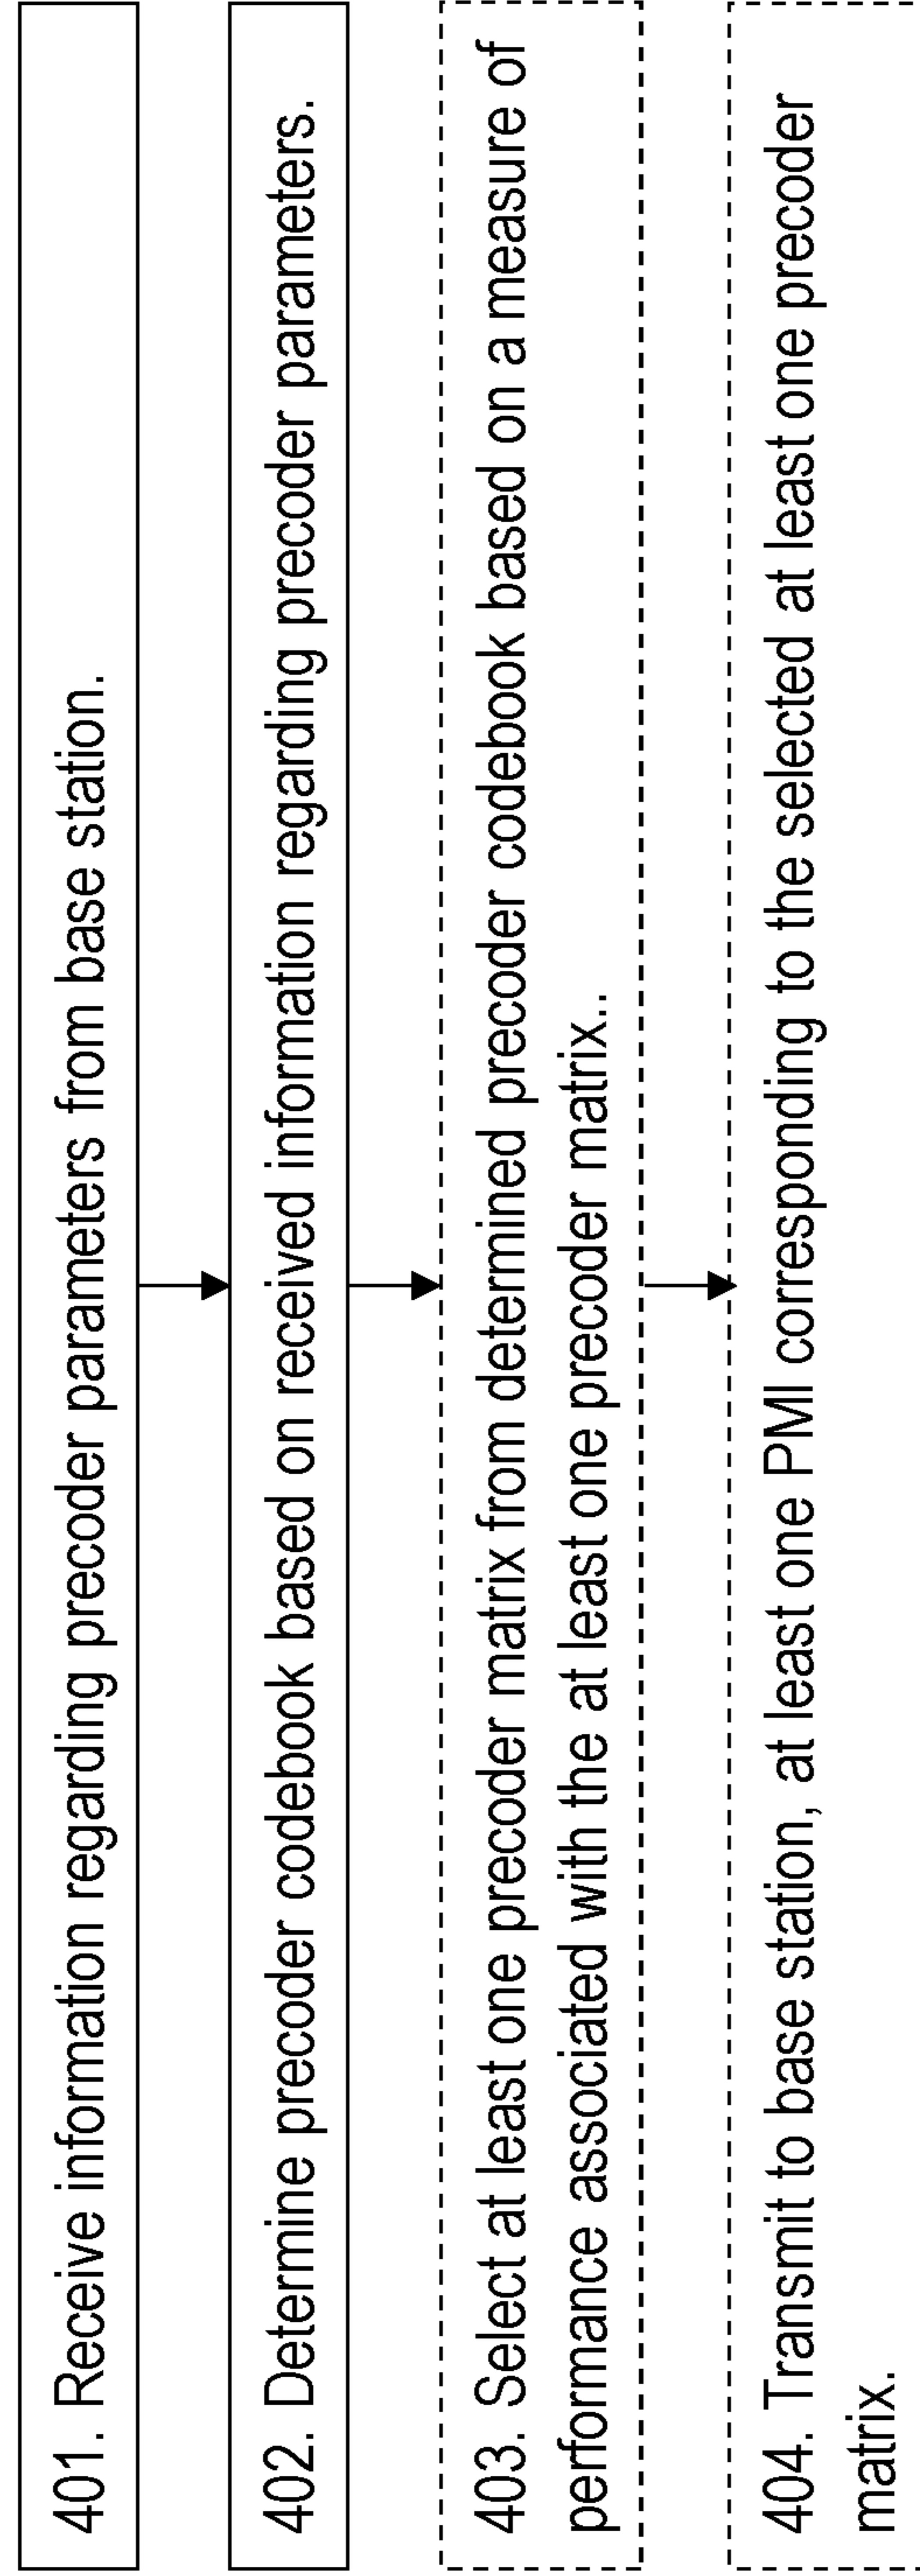 401. Receive information regarding precoder parameters from base station.
402. Determine precoder codebook based on received information regarding precoder parameters.
403. Select at least one precoder matrix from determined precoder codebook based on a measure of
performance associated with the at least one precoder matrix..
404. Transmit to base station, at least one PMI corresponding to the selected at least one precoder
matrix.